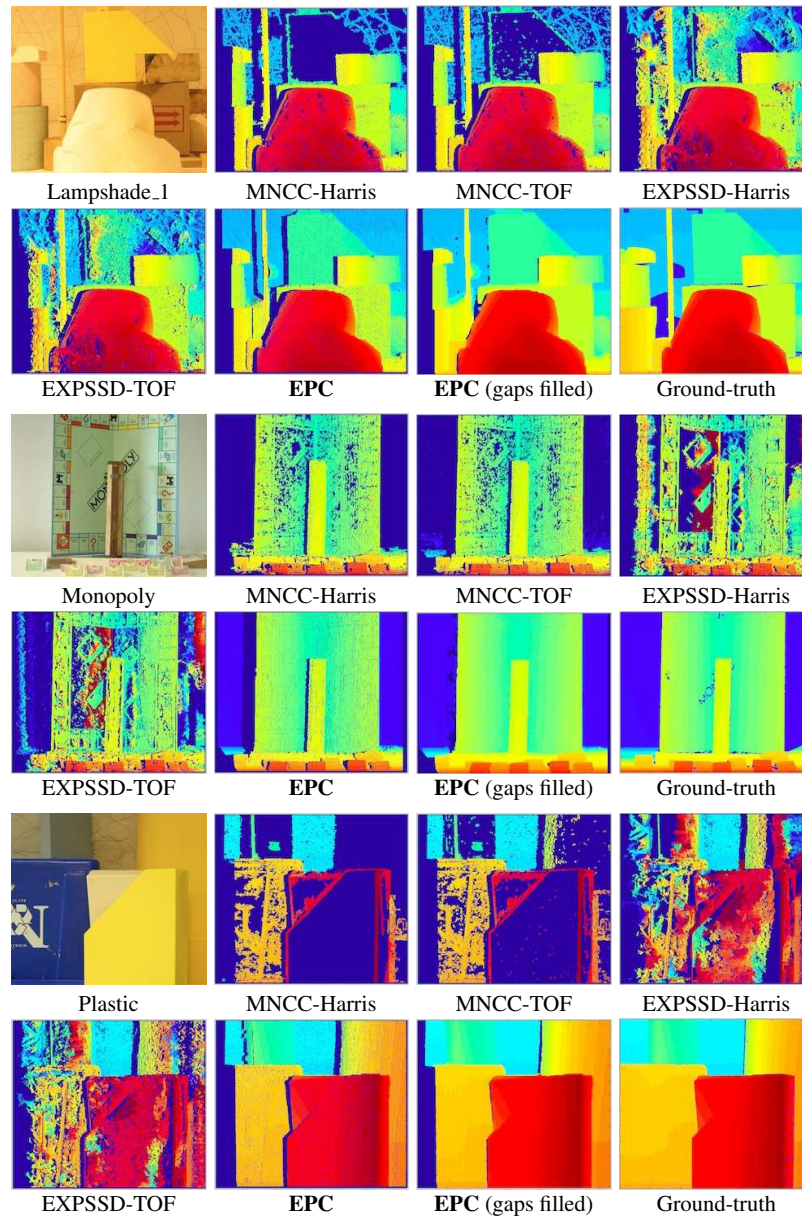 Lampshade_1 MNCC-Harris MNCC-TOF EXPSSD-Harris
EXPSSD-TOF EPC EPC (gaps filled) Ground-truth
MONOPOLY
Monopoly MNCC-Harris MNCC-TOF EXPSSD-Harris
EXPSSD-TOF EPC EPC (gaps filled) Ground-truth
Plastic MNCC-Harris MNCC-TOF EXPSSD-Harris
EXPSSD-TOF EPC EPC (gaps filled) Ground-truth